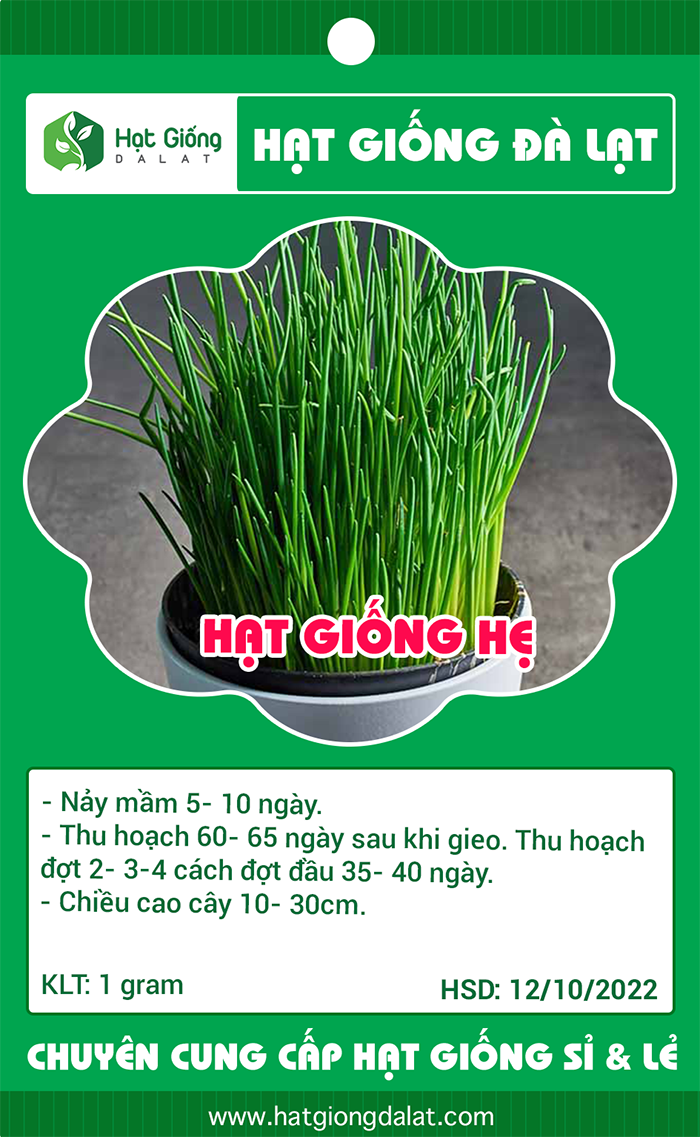 Hạt Giống
DALAT
HẠT GIỐNG ĐÀ LẠT
HẠT GIỐNG HẸ
- Nảy mầm 5- 10 ngày.
- Thu hoạch 60- 65 ngày sau khi gieo. Thu hoạch
đợt 2- 3-4 cách đợt đầu 35- 40 ngày.
- Chiều cao cây 10- 30cm.
KLT: 1 gram
HSD: 12/10/2022
CHUYÊN CUNG CẤP HẠT GIỐNG SỈ & LẺ
www.hatgiongdalat.com